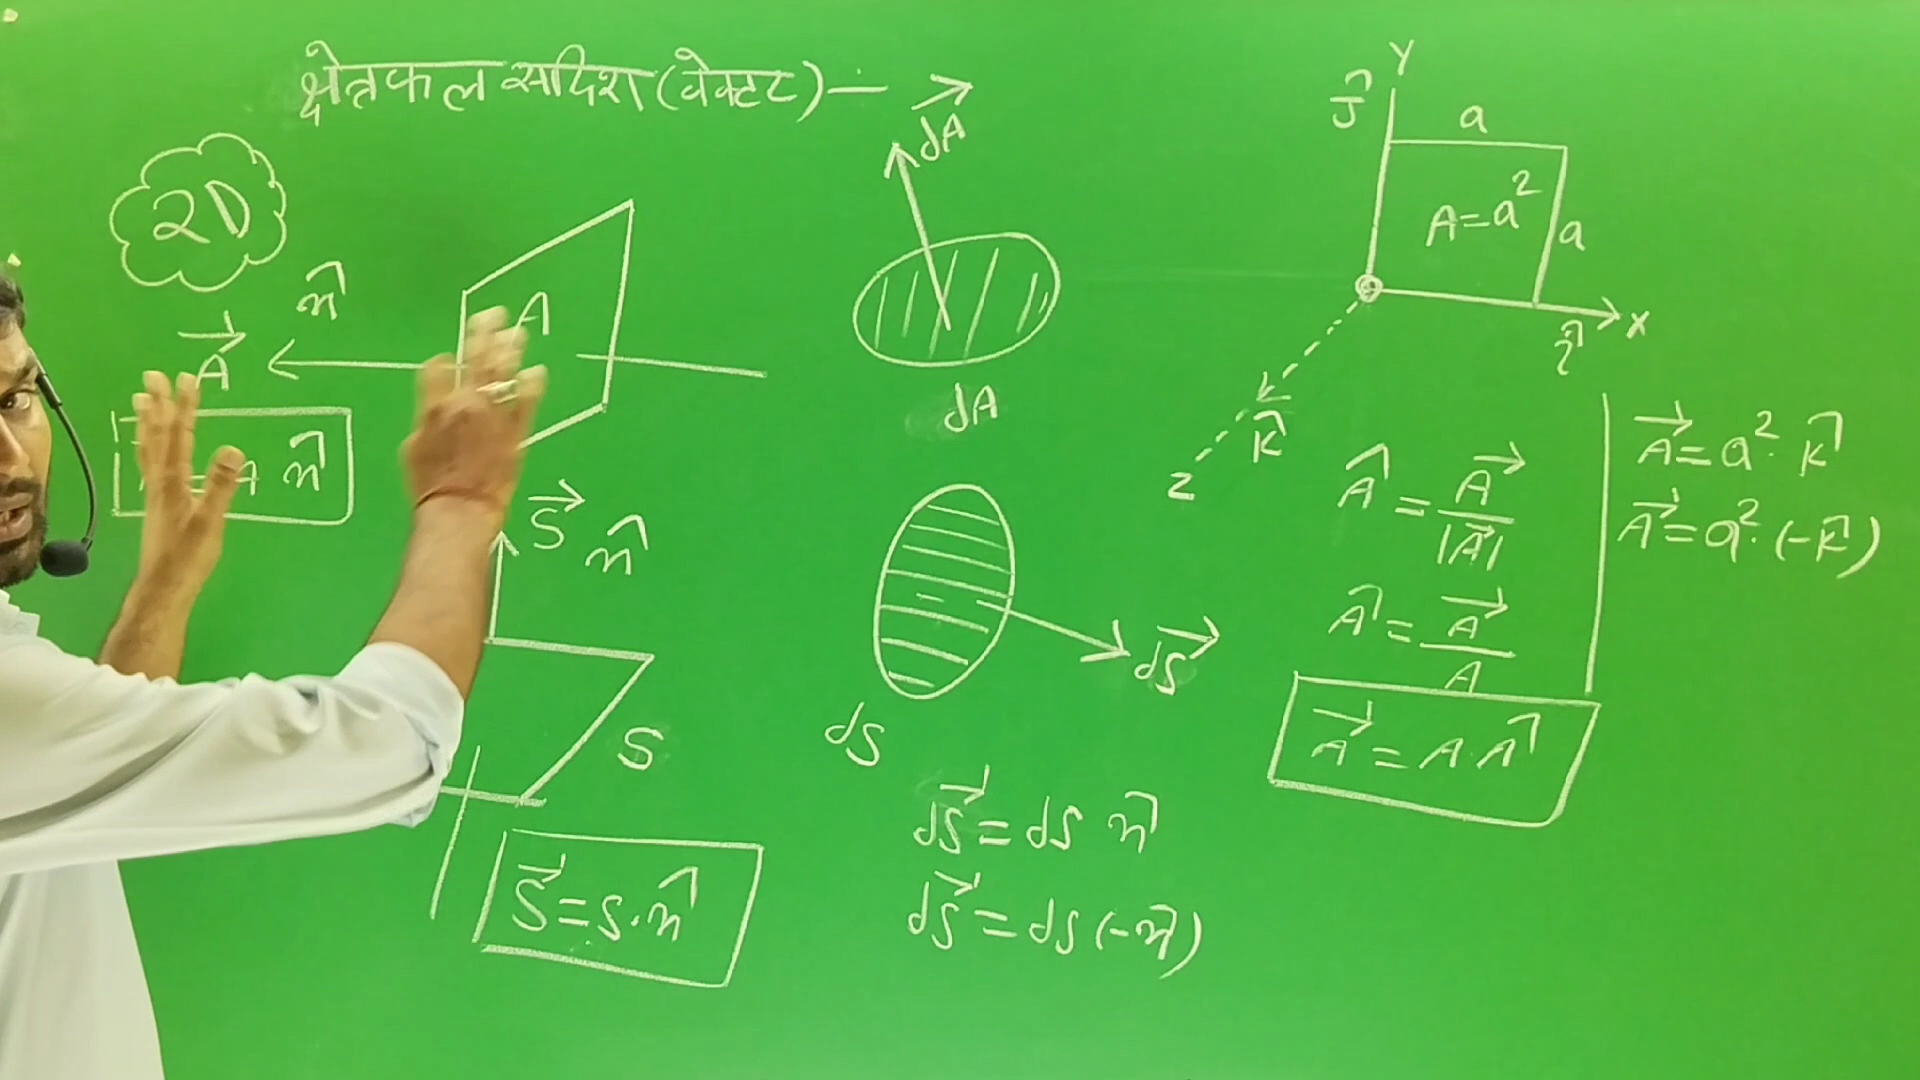 क्षेत्रफल सदिश (वेक्टर) :—
2D
n̂
A⃗
A
= A n̂
S⃗ n̂
S
S⃗ = S·n̂
dA⃗
dA
dS⃗
dS
dS⃗ = dS n̂
dS⃗ = dS (-n̂)
Y
ĵ
a
A = a²
a
X
î
k̂
Z
Â = A⃗ / |A⃗|
Â = A⃗ / A
A⃗ = A·Â
A⃗ = a²·k̂
A⃗ = a²·(-k̂)